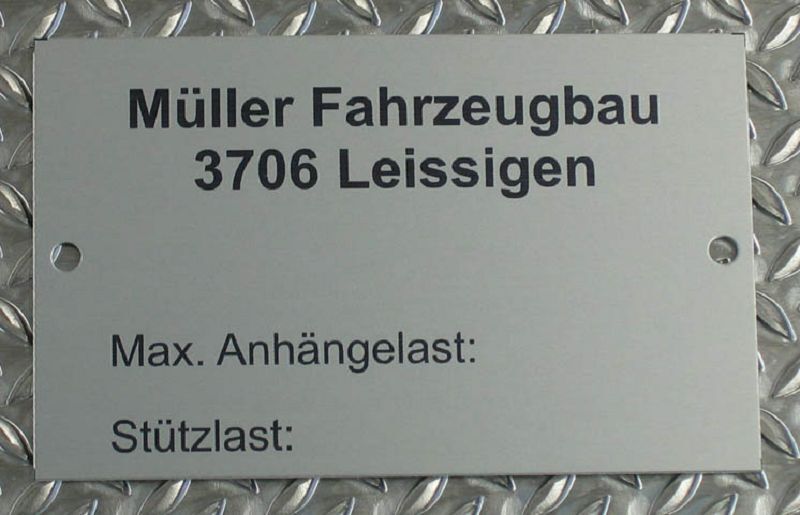 Müller Fahrzeugbau
3706 Leissigen
Max. Anhängelast:
Stützlast: